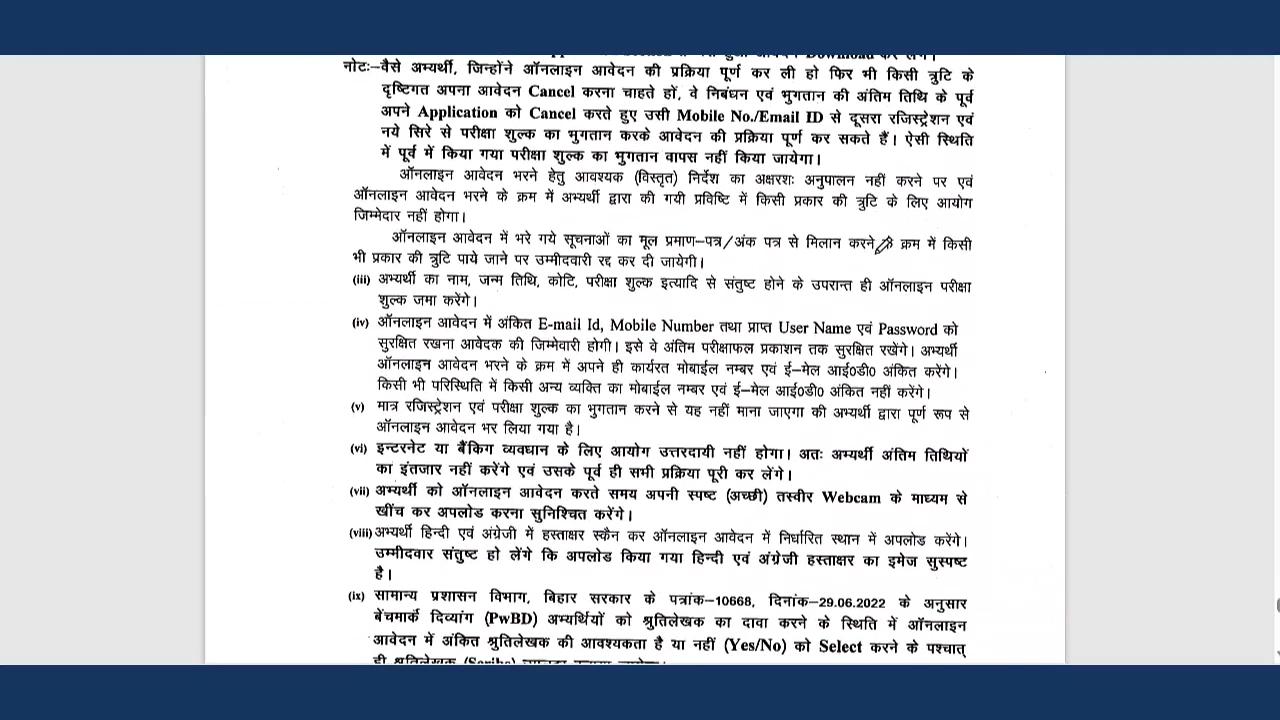 Download कर लेंगे।
नोटः–वैसे अभ्यर्थी, जिन्होंने ऑनलाइन आवेदन की प्रक्रिया पूर्ण कर ली हो फिर भी किसी त्रुटि के
दृष्टिगत अपना आवेदन Cancel करना चाहते हों, वे निबंधन एवं भुगतान की अंतिम तिथि के पूर्व
अपने Application को Cancel करते हुए उसी Mobile No./Email ID से दूसरा रजिस्ट्रेशन एवं
नये सिरे से परीक्षा शुल्क का भुगतान करके आवेदन की प्रक्रिया पूर्ण कर सकते हैं। ऐसी स्थिति
में पूर्व में किया गया परीक्षा शुल्क का भुगतान वापस नहीं किया जायेगा।
ऑनलाइन आवेदन भरने हेतु आवश्यक (विस्तृत) निर्देश का अक्षरशः अनुपालन नहीं करने पर एवं
ऑनलाइन आवेदन भरने के क्रम में अभ्यर्थी द्वारा की गयी प्रविष्टि में किसी प्रकार की त्रुटि के लिए आयोग
जिम्मेदार नहीं होगा।
ऑनलाइन आवेदन में भरे गये सूचनाओं का मूल प्रमाण–पत्र/अंक पत्र से मिलान करने क्रम में किसी
भी प्रकार की त्रुटि पाये जाने पर उम्मीदवारी रद्द कर दी जायेगी।
(iii) अभ्यर्थी का नाम, जन्म तिथि, कोटि, परीक्षा शुल्क इत्यादि से संतुष्ट होने के उपरान्त ही ऑनलाइन परीक्षा
शुल्क जमा करेंगे।
(iv) ऑनलाइन आवेदन में अंकित E-mail Id, Mobile Number तथा प्राप्त User Name एवं Password को
सुरक्षित रखना आवेदक की जिम्मेवारी होगी। इसे वे अंतिम परीक्षाफल प्रकाशन तक सुरक्षित रखेंगे। अभ्यर्थी
ऑनलाइन आवेदन भरने के क्रम में अपने ही कार्यरत मोबाईल नम्बर एवं ई–मेल आई0डी0 अंकित करेंगे।
किसी भी परिस्थिति में किसी अन्य व्यक्ति का मोबाईल नम्बर एवं ई–मेल आई0डी0 अंकित नहीं करेंगे।
(v) मात्र रजिस्ट्रेशन एवं परीक्षा शुल्क का भुगतान करने से यह नहीं माना जाएगा की अभ्यर्थी द्वारा पूर्ण रूप से
ऑनलाइन आवेदन भर लिया गया है।
(vi) इन्टरनेट या बैंकिग व्यवधान के लिए आयोग उत्तरदायी नहीं होगा। अतः अभ्यर्थी अंतिम तिथियों
का इंतजार नहीं करेंगे एवं उसके पूर्व ही सभी प्रक्रिया पूरी कर लेंगे।
(vii) अभ्यर्थी को ऑनलाइन आवेदन करते समय अपनी स्पष्ट (अच्छी) तस्वीर Webcam के माध्यम से
खींच कर अपलोड करना सुनिश्चित करेंगे।
(viii) अभ्यर्थी हिन्दी एवं अंग्रेजी में हस्ताक्षर स्कैन कर ऑनलाइन आवेदन में निर्धारित स्थान में अपलोड करेंगे।
उम्मीदवार संतुष्ट हो लेंगे कि अपलोड किया गया हिन्दी एवं अंग्रेजी हस्ताक्षर का इमेज सुस्पष्ट
है।
(ix) सामान्य प्रशासन विभाग, बिहार सरकार के पत्रांक–10668, दिनांक–29.06.2022 के अनुसार
बेंचमार्क दिव्यांग (PwBD) अभ्यर्थियों को श्रुतिलेखक का दावा करने के स्थिति में ऑनलाइन
आवेदन में अंकित श्रुतिलेखक की आवश्यकता है या नहीं (Yes/No) को Select करने के पश्चात्
ही श्रुतिलेखक (Scribe)